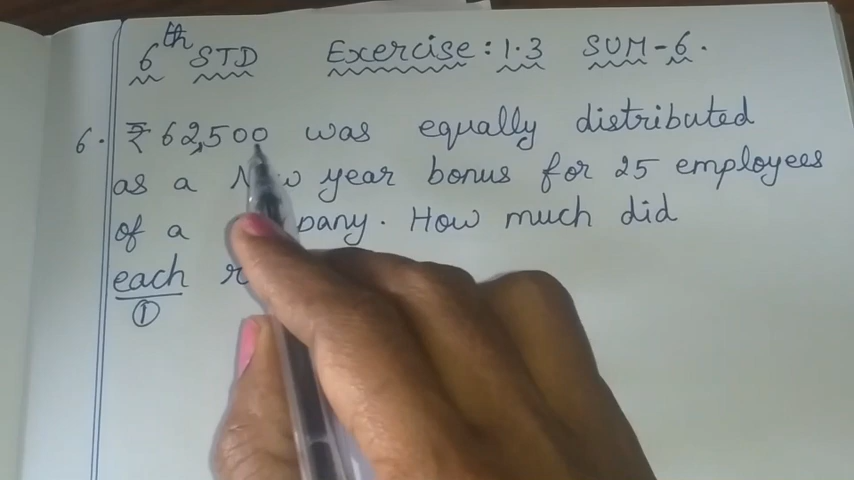 6th STD Exercise: 1.3 SUM-6.
6. ₹ 62,500 was equally distributed
as a year bonus for 25 employees
of a How much did
each
①